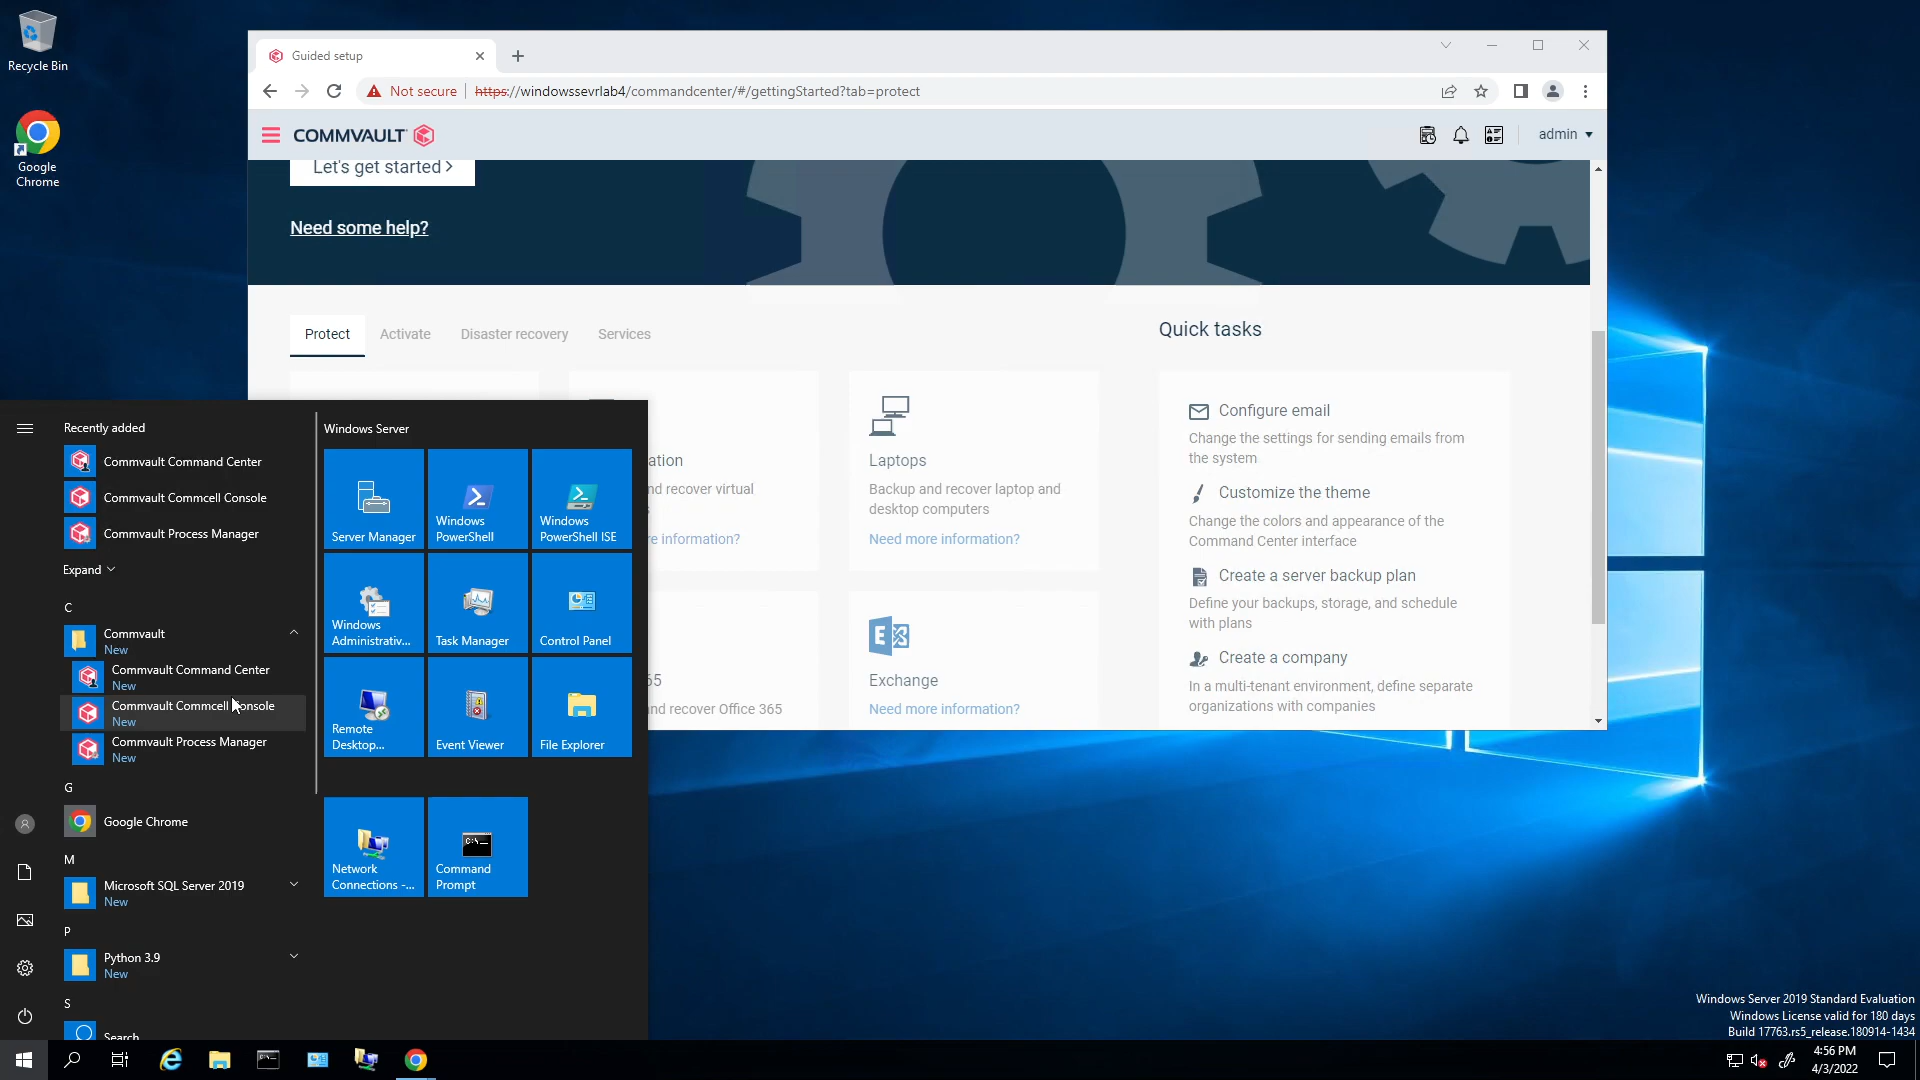 Recycle Bin
Google
Chrome
Guided setup
Not secure
https://windowssevrlab4/commandcenter/#/gettingStarted?tab=protect
COMMVAULT
admin
Let's get started >
Need some help?
Protect
Activate
Disaster recovery
Services
Quick tasks
ation
nd recover virtual
s
re information?
Laptops
Backup and recover laptop and
desktop computers
Need more information?
nd recover Office 365
Exchange
Need more information?
Configure email
Change the settings for sending emails from
the system
Customize the theme
Change the colors and appearance of the
Command Center interface
Create a server backup plan
Define your backups, storage, and schedule
with plans
Create a company
In a multi-tenant environment, define separate
organizations with companies
Recently added
Commvault Command Center
Commvault Commcell Console
Commvault Process Manager
Expand
C
Commvault
New
Commvault Command Center
New
Commvault Commcell Console
New
Commvault Process Manager
New
G
Google Chrome
M
Microsoft SQL Server 2019
New
P
Python 3.9
New
S
Search
Windows Server
Server Manager
Windows
PowerShell
Windows
PowerShell ISE
Windows
Administrativ...
Task Manager
Control Panel
Remote
Desktop...
Event Viewer
File Explorer
Network
Connections -...
Command
Prompt
Windows Server 2019 Standard Evaluation
Windows License valid for 180 days
Build 17763.rs5_release.180914-1434
4:56 PM
4/3/2022